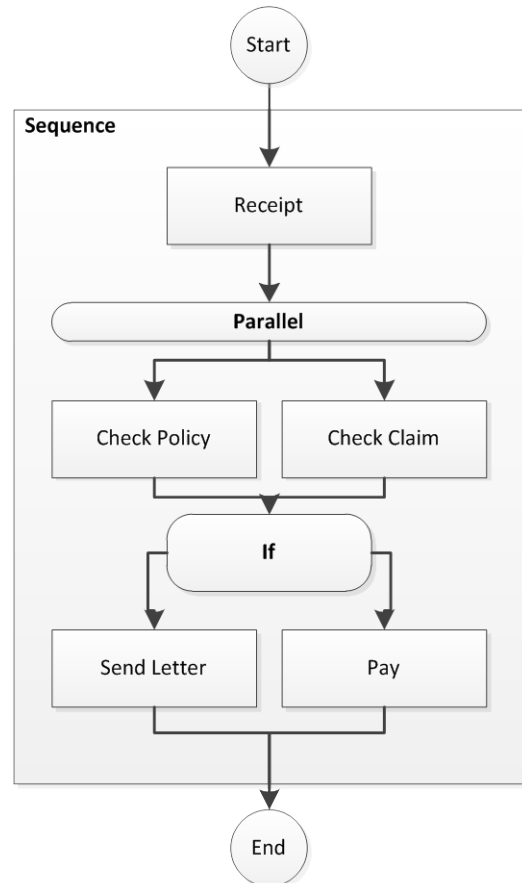 Start
Sequence
Receipt
Parallel
Check Policy
Check Claim
If
Send Letter
Pay
End